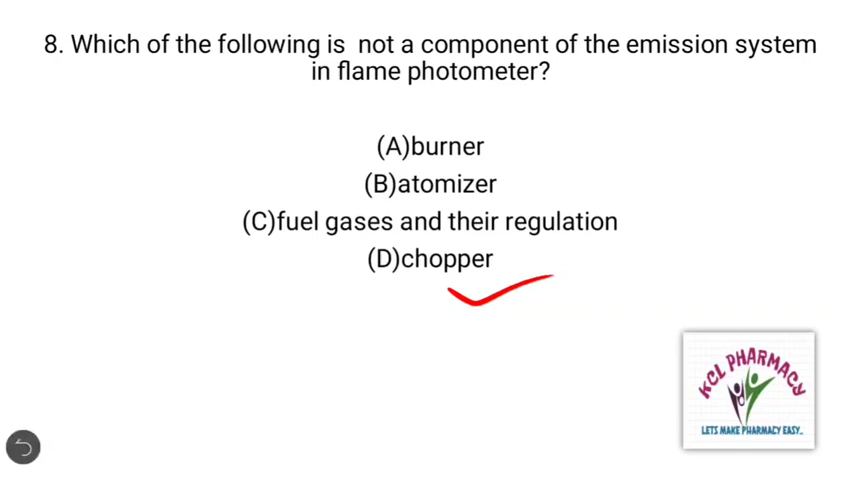 8. Which of the following is not a component of the emission system
in flame photometer?
(A)burner
(B)atomizer
(C)fuel gases and their regulation
(D)chopper
KCL PHARMACY
LETS MAKE PHARMACY EASY..